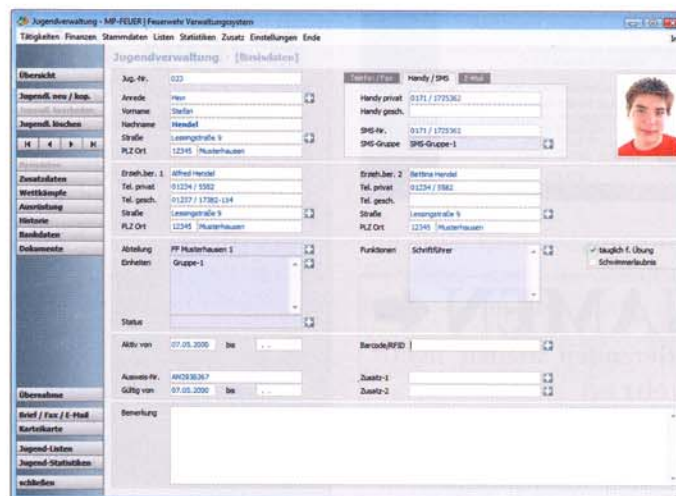 Jugendverwaltung - MP-FEUER | Feuerwehr Verwaltungssystem
Tätigkeiten Finanzen Stammdaten Listen Statistiken Zusatz Einstellungen Ende
Jugendverwaltung - [Basisdaten]
Übersicht
Jugendl. neu / kop.
Jugendl. bearbeiten
Jugendl. löschen
Zusatzdaten
Wettkämpfe
Ausrüstung
Historie
Bankdaten
Dokumente
Übernahme
Brief / Fax / E-Mail
Karteikarte
Jugend-Listen
Jugend-Statistiken
schließen
Jug.-Nr. 023
Anrede Herr
Vorname Stefan
Nachname Hendel
Straße Lessingstraße 9
PLZ Ort 12345 Musterhausen
Telefon / Fax Handy / SMS E-Mail
Handy privat 0171 / 1725362
Handy gesch.
SMS-Nr. 0171 / 1725362
SMS-Gruppe SMS-Gruppe-1
Erzieh.ber. 1 Alfred Hendel
Tel. privat 01234 / 5582
Tel. gesch. 01237 / 17382-134
Straße Lessingstraße 9
PLZ Ort 12345 Musterhausen
Erzieh.ber. 2 Bettina Hendel
Tel. privat 01234 / 5582
Tel. gesch.
Straße Lessingstraße 9
PLZ Ort 12345 Musterhausen
Abteilung FF Musterhausen 1
Einheiten Gruppe-1
Status
Funktionen Schriftführer
tauglich f. Übung
Schwimmerlaubnis
Aktiv von 07.05.2000 bis . .
Barcode/RFID
Ausweis-Nr. AN2838367
Gültig von 07.05.2000 bis . .
Zusatz-1
Zusatz-2
Bemerkung